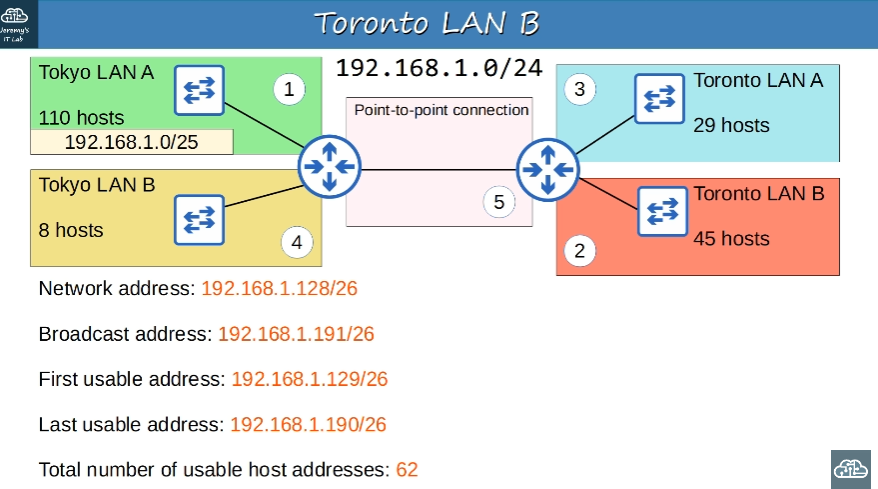 Jeremy's
IT Lab
Toronto LAN B
192.168.1.0/24
Tokyo LAN A
110 hosts
192.168.1.0/25
1
Point-to-point connection
3
Toronto LAN A
29 hosts
Tokyo LAN B
8 hosts
4
5
Toronto LAN B
45 hosts
2
Network address: 192.168.1.128/26
Broadcast address: 192.168.1.191/26
First usable address: 192.168.1.129/26
Last usable address: 192.168.1.190/26
Total number of usable host addresses: 62